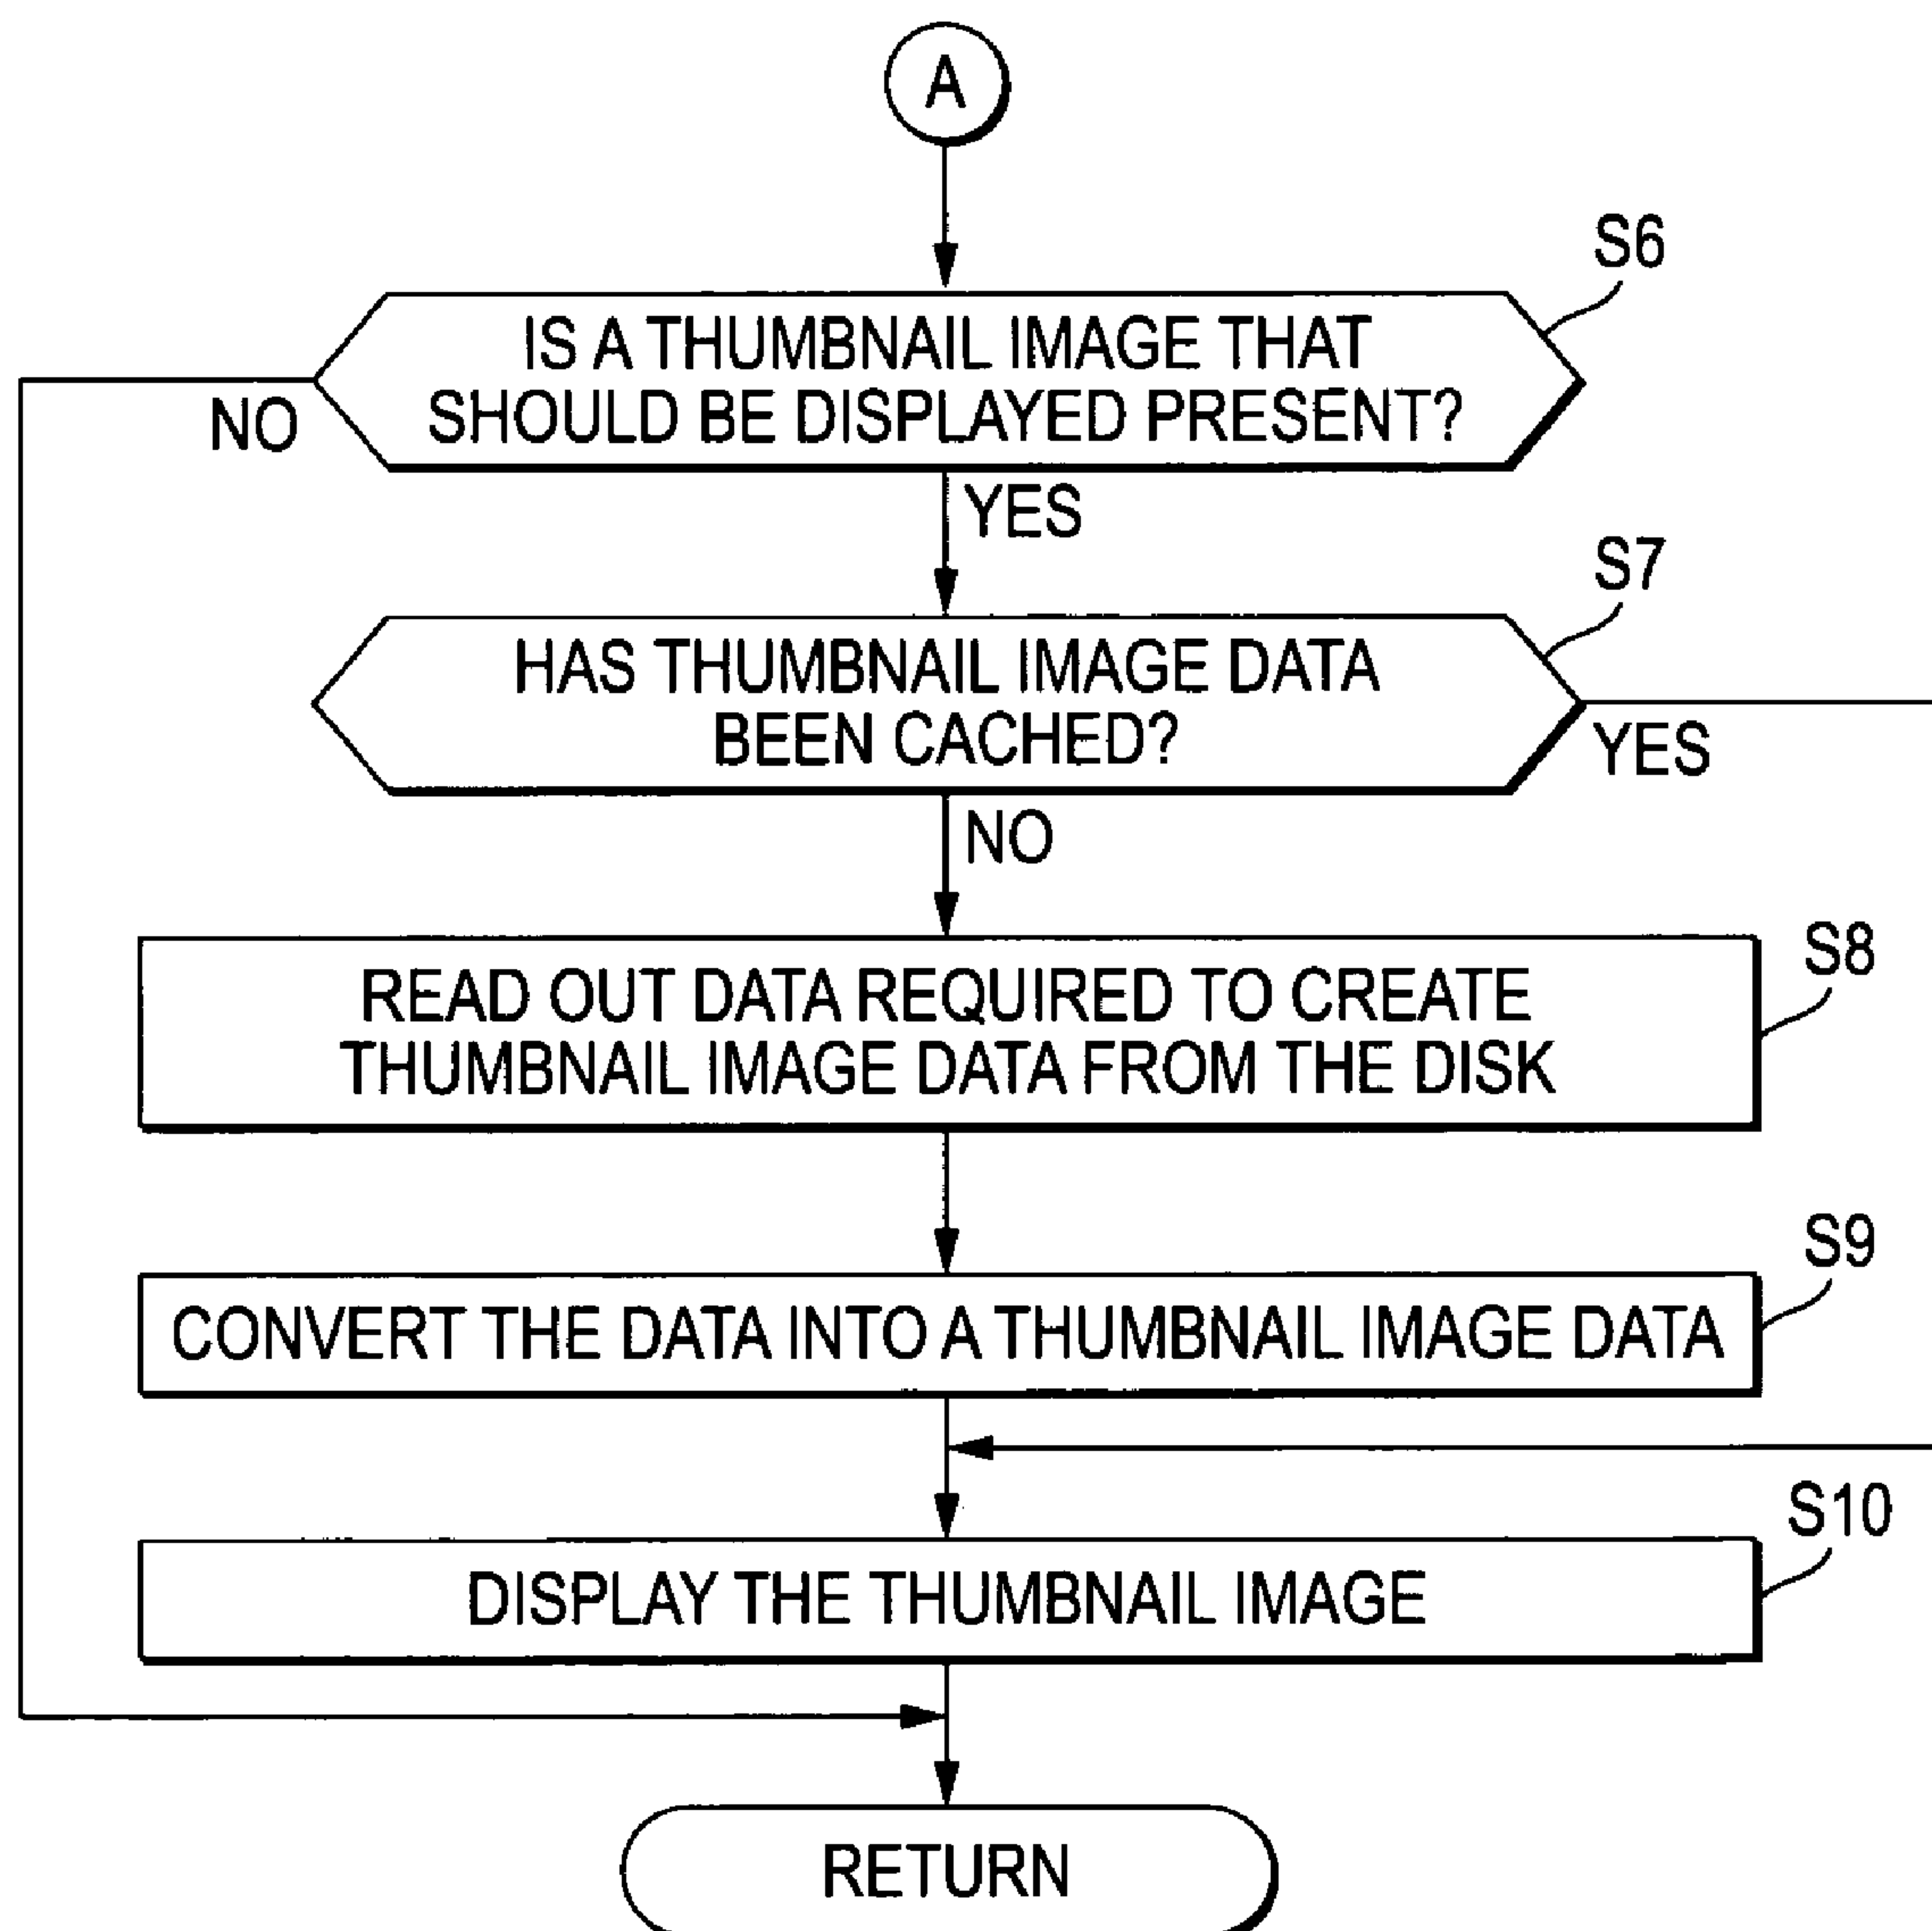 A
S6
IS A THUMBNAIL IMAGE THAT
SHOULD BE DISPLAYED PRESENT?
NO
YES
S7
HAS THUMBNAIL IMAGE DATA
BEEN CACHED?
YES
NO
S8
READ OUT DATA REQUIRED TO CREATE
THUMBNAIL IMAGE DATA FROM THE DISK
S9
CONVERT THE DATA INTO A THUMBNAIL IMAGE DATA
S10
DISPLAY THE THUMBNAIL IMAGE
RETURN